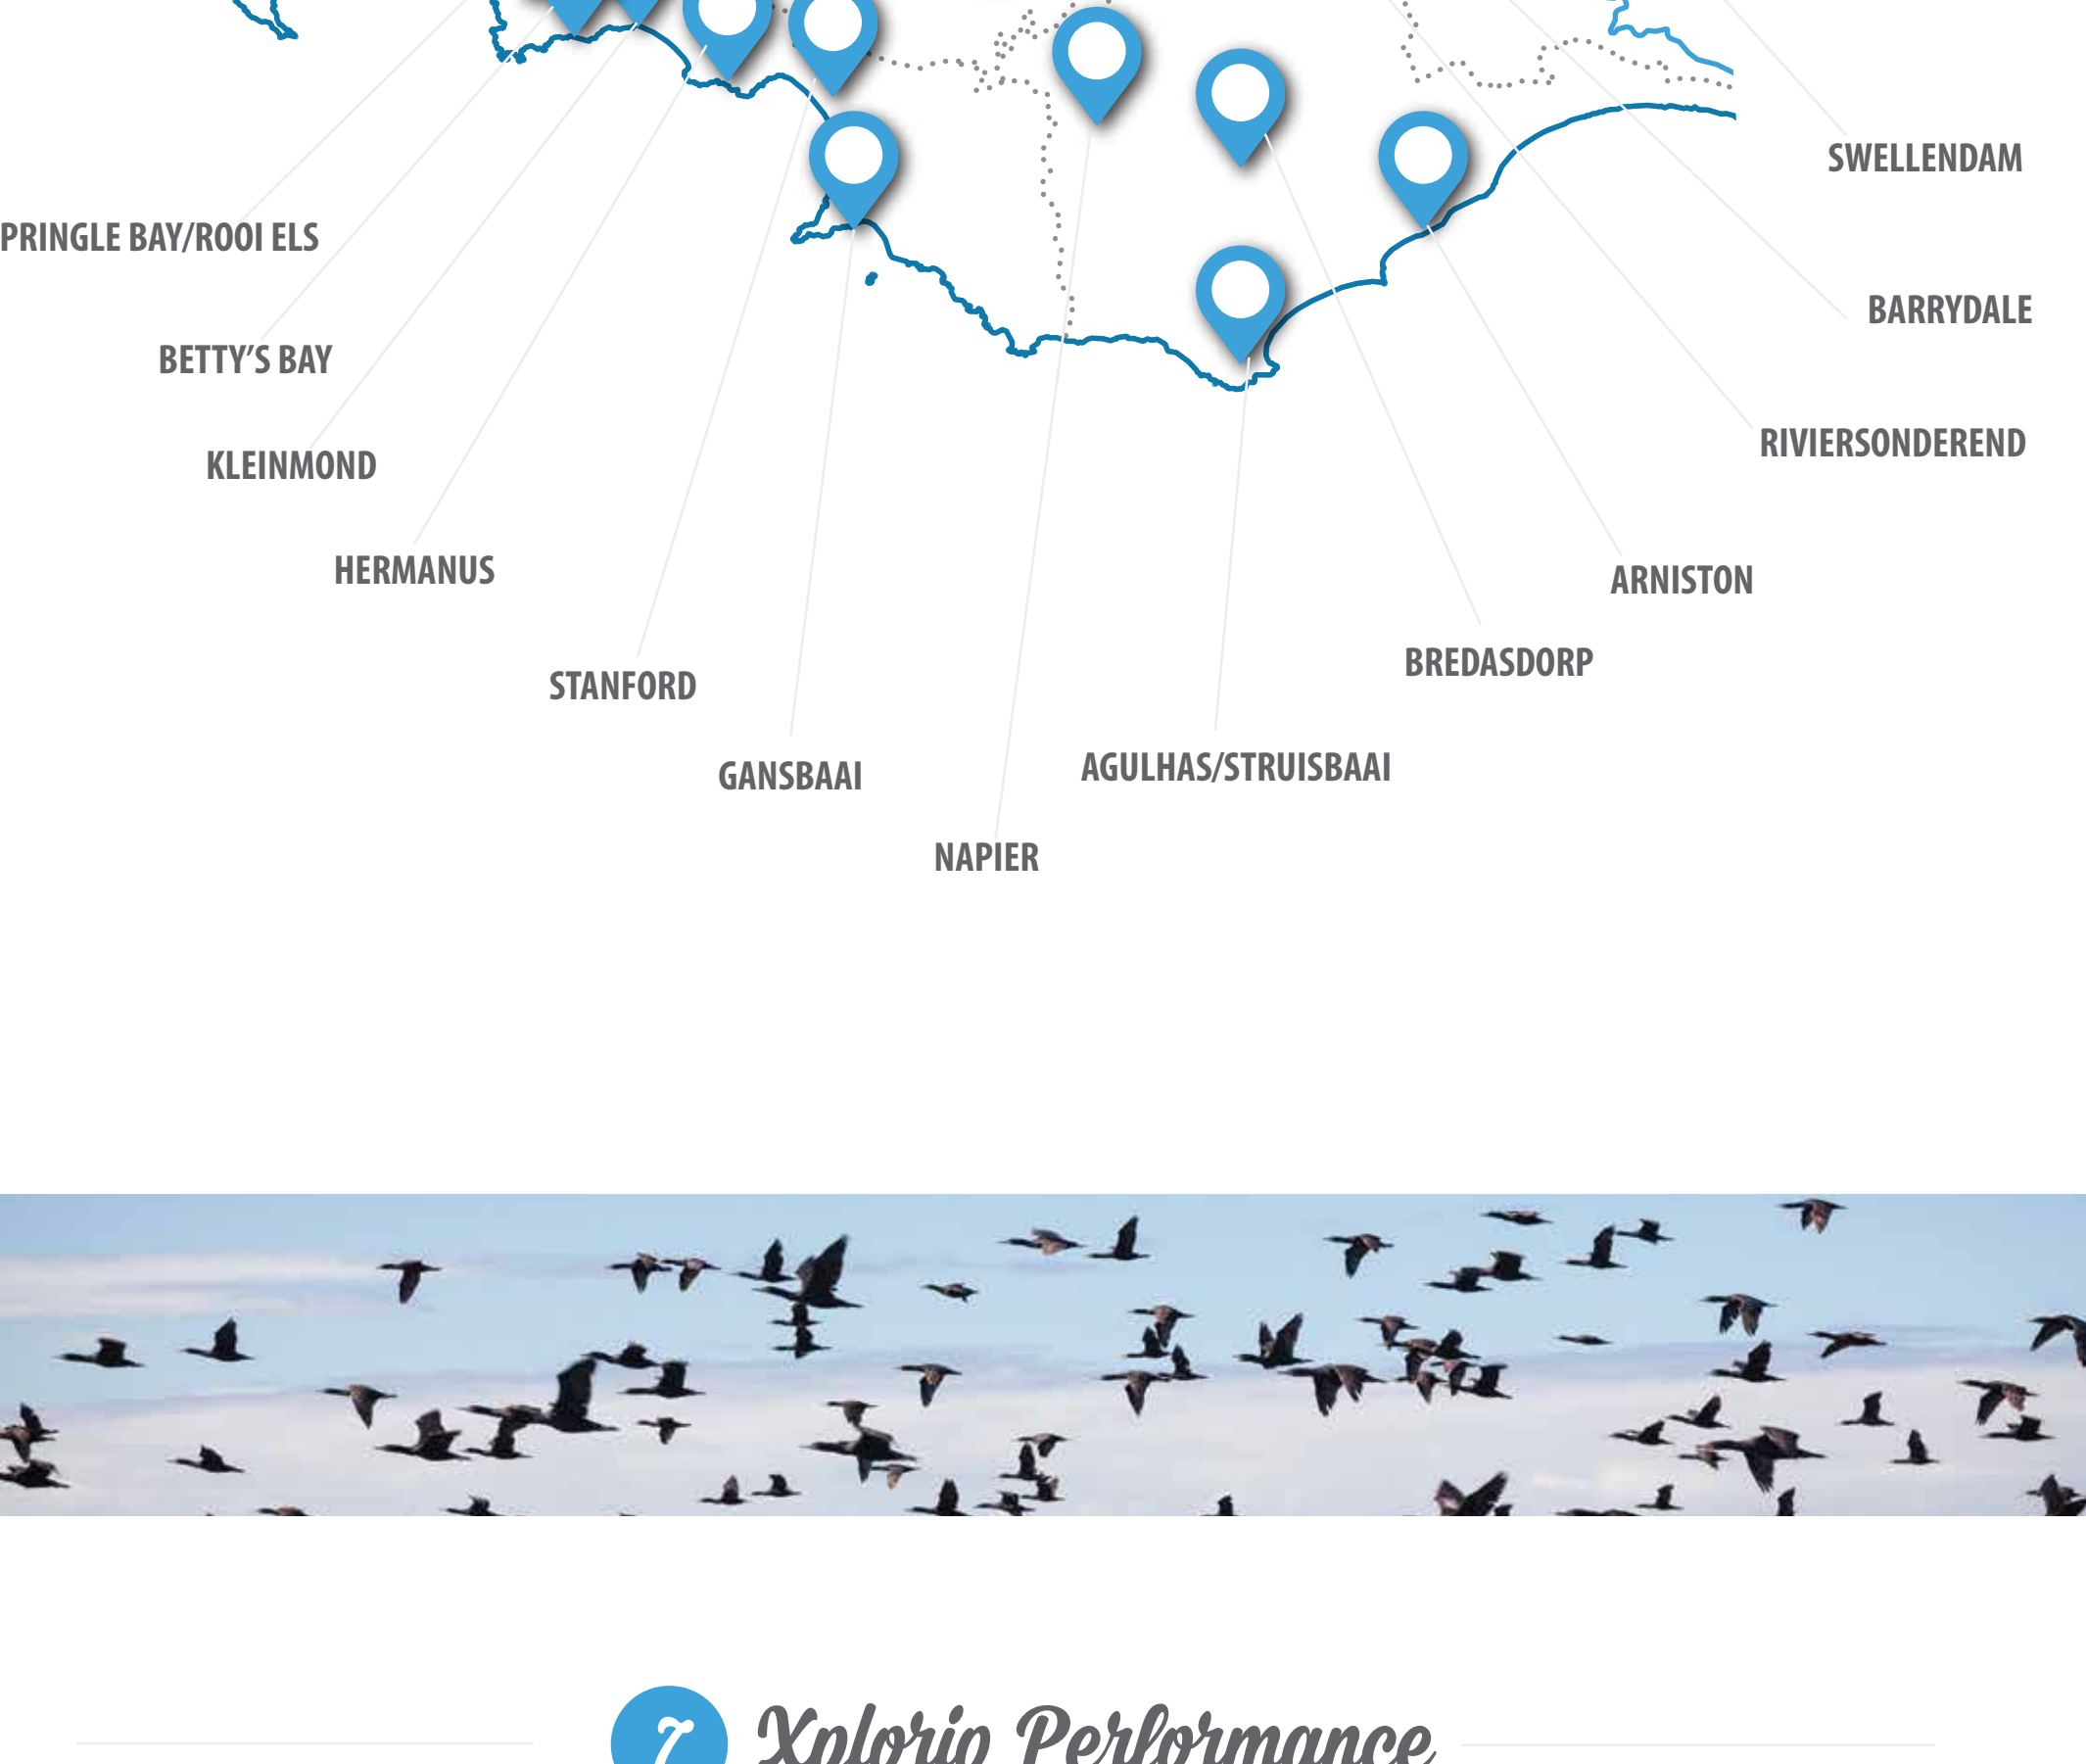 SWELLENDAM
PRINGLE BAY/ROOI ELS
BARRYDALE
BETTY’S BAY
RIVIERSONDEREND
KLEINMOND
HERMANUS
ARNISTON
BREDASDORP
STANFORD
AGULHAS/STRUISBAAI
GANSBAAI
NAPIER
7 Xplorio Performance